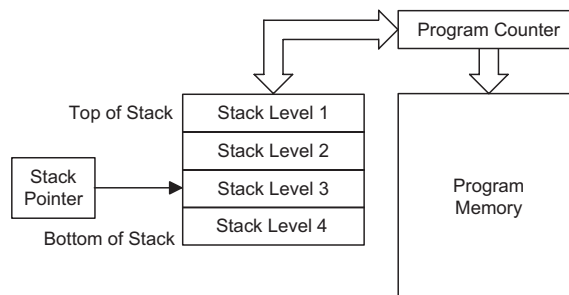 Program Counter
Top of Stack
Stack Level 1
Stack Level 2
Stack
Pointer
Stack Level 3
Bottom of Stack
Stack Level 4
Program
Memory